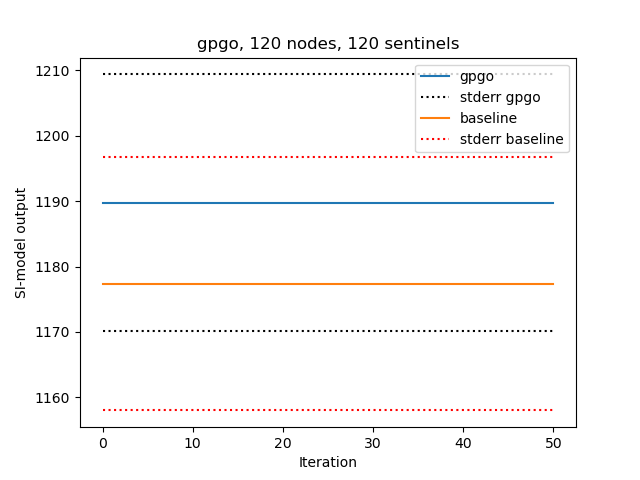 gpgo, 120 nodes, 120 sentinels
1210
1200
1190
1180
1170
1160
SI-model output
gpgo
stderr gpgo
baseline
stderr baseline
0 10 20 30 40 50
Iteration